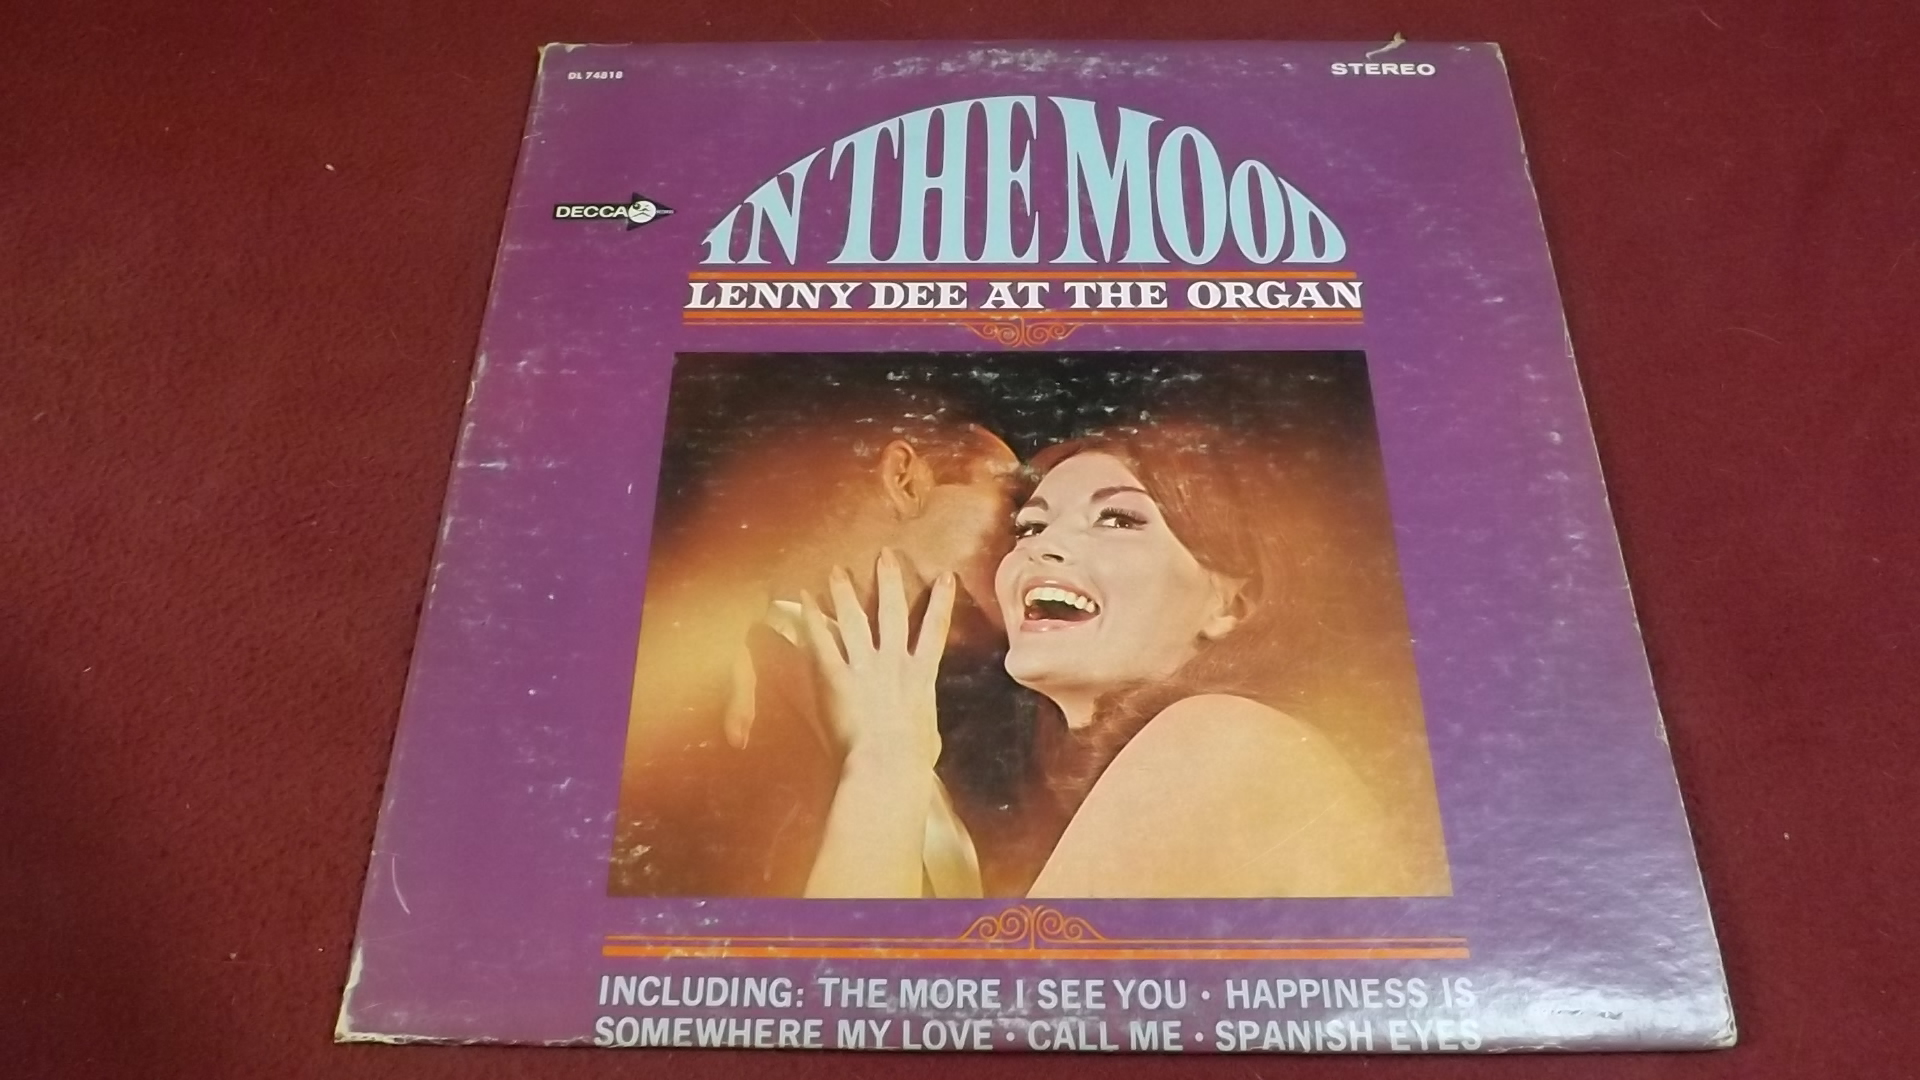 DL 74818
STEREO
IN THE MOOD
DECCA
LENNY DEE AT THE ORGAN
INCLUDING: THE MORE I SEE YOU • HAPPINESS IS
SOMEWHERE MY LOVE • CALL ME • SPANISH EYES